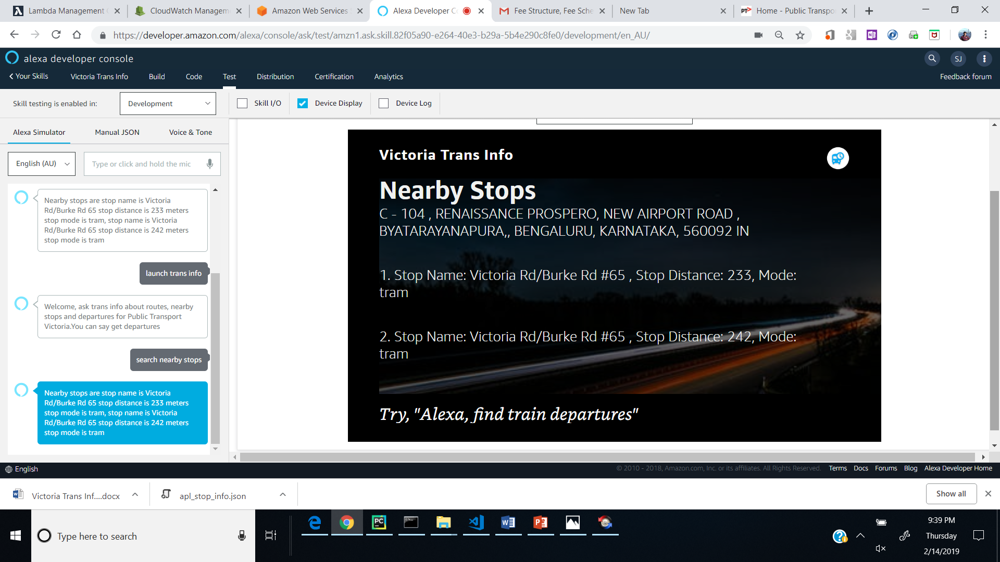 Lambda Management
CloudWatch Managem
Amazon Web Services
Alexa Developer C
Fee Structure, Fee Sche
New Tab
PT Home - Public Transpo
https://developer.amazon.com/alexa/console/ask/test/amzn1.ask.skill.82f05a90-e264-40e3-b29a-5b4e290c8fe0/development/en_AU/
alexa developer console
SJ
Your Skills
Victoria Trans Info
Build
Code
Test
Distribution
Certification
Analytics
Feedback forum
Skill testing is enabled in:
Development
Skill I/O
Device Display
Device Log
Alexa Simulator
Manual JSON
Voice & Tone
English (AU)
Type or click and hold the mic
Nearby stops are stop name is Victoria
Rd/Burke Rd 65 stop distance is 233 meters
stop mode is tram, stop name is Victoria
Rd/Burke Rd 65 stop distance is 242 meters
stop mode is tram
launch trans info
Welcome, ask trans info about routes, nearby
stops and departures for Public Transport
Victoria.You can say get departures
search nearby stops
Nearby stops are stop name is Victoria
Rd/Burke Rd 65 stop distance is 233 meters
stop mode is tram, stop name is Victoria
Rd/Burke Rd 65 stop distance is 242 meters
stop mode is tram
Victoria Trans Info
Nearby Stops
C - 104 , RENAISSANCE PROSPERO, NEW AIRPORT ROAD ,
BYATARAYANAPURA,, BENGALURU, KARNATAKA, 560092 IN
1. Stop Name: Victoria Rd/Burke Rd #65 , Stop Distance: 233, Mode:
tram
2. Stop Name: Victoria Rd/Burke Rd #65 , Stop Distance: 242, Mode:
tram
Try, "Alexa, find train departures"
English
© 2010 - 2018, Amazon.com, Inc. or its affiliates. All Rights Reserved.
Terms
Docs
Forums
Blog
Alexa Developer Home
Victoria Trans Inf....docx
apl_stop_info.json
Show all
Type here to search
PC
9:39 PM
Thursday
2/14/2019